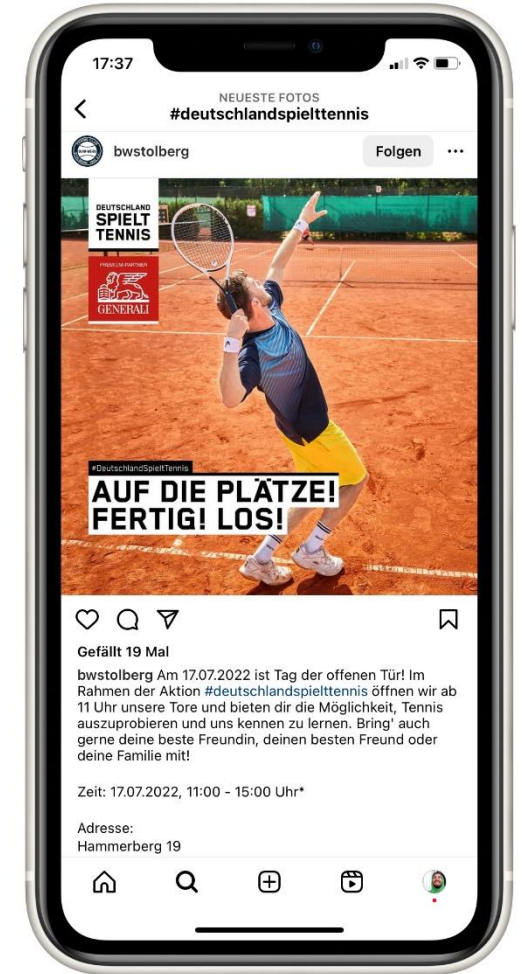 17:37
NEUESTE FOTOS
#deutschlandspielttennis
bwstolberg
Folgen
DEUTSCHLAND
SPIELT
TENNIS
PREMIUM-PARTNER
GENERALI
#DeutschlandSpieltTennis
AUF DIE PLÄTZE!
FERTIG! LOS!
Gefällt 19 Mal
bwstolberg Am 17.07.2022 ist Tag der offenen Tür! Im
Rahmen der Aktion #deutschlandspielttennis öffnen wir ab
11 Uhr unsere Tore und bieten dir die Möglichkeit, Tennis
auszuprobieren und uns kennen zu lernen. Bring' auch
gerne deine beste Freundin, deinen besten Freund oder
deine Familie mit!
Zeit: 17.07.2022, 11:00 - 15:00 Uhr*
Adresse:
Hammerberg 19